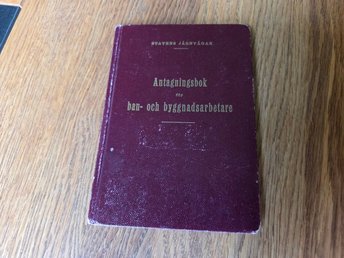 STATENS JÄRNVÄGAR
Antagningsbok
för
ban- och byggnadsarbetare